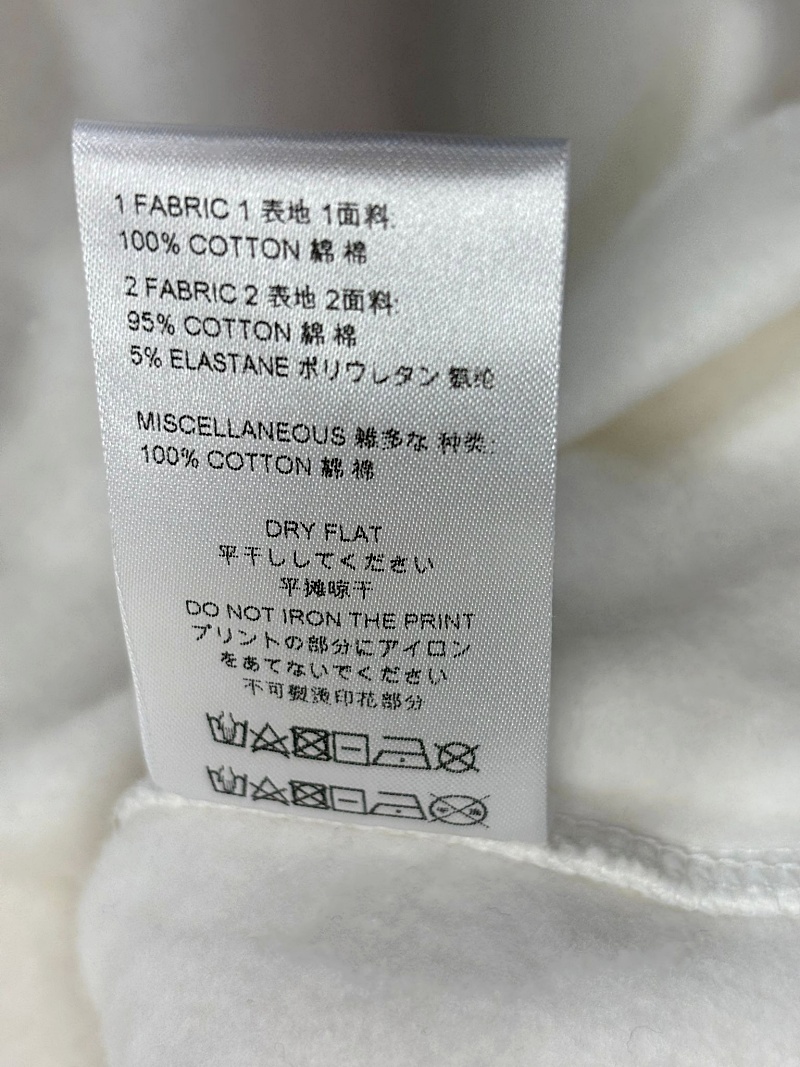 1 FABRIC 1 表地 1面料:
100% COTTON 綿 棉
2 FABRIC 2 表地 2面料:
95% COTTON 綿 棉
5% ELASTANE ポリウレタン 氨纶
MISCELLANEOUS 雑多な 种类:
100% COTTON 綿 棉
DRY FLAT
平干ししてください
平摊晾干
DO NOT IRON THE PRINT
プリントの部分にアイロン
をあてないでください
不可熨烫印花部分